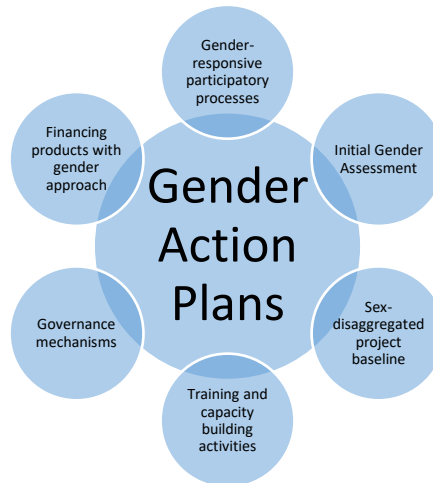 Gender-
responsive
participatory
processes
Financing
products with
gender
approach
Initial Gender
Assessment
Gender
Action
Plans
Governance
mechanisms
Sex-
disaggregated
project
baseline
Training and
capacity
building
activities